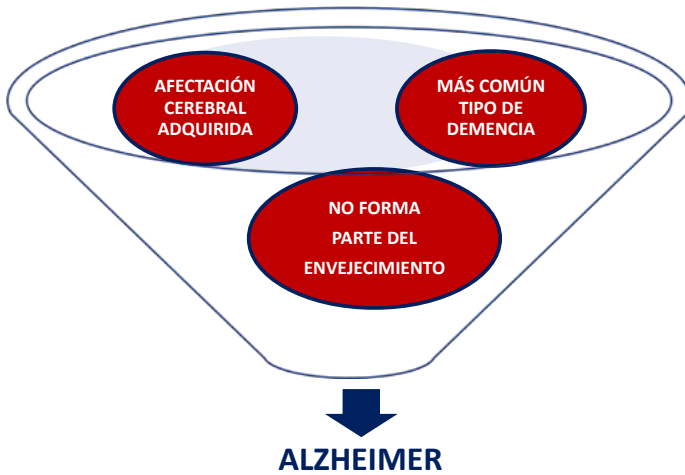 AFECTACIÓN
CEREBRAL
ADQUIRIDA
MÁS COMÚN
TIPO DE
DEMENCIA
NO FORMA
PARTE DEL
ENVEJECIMIENTO
ALZHEIMER